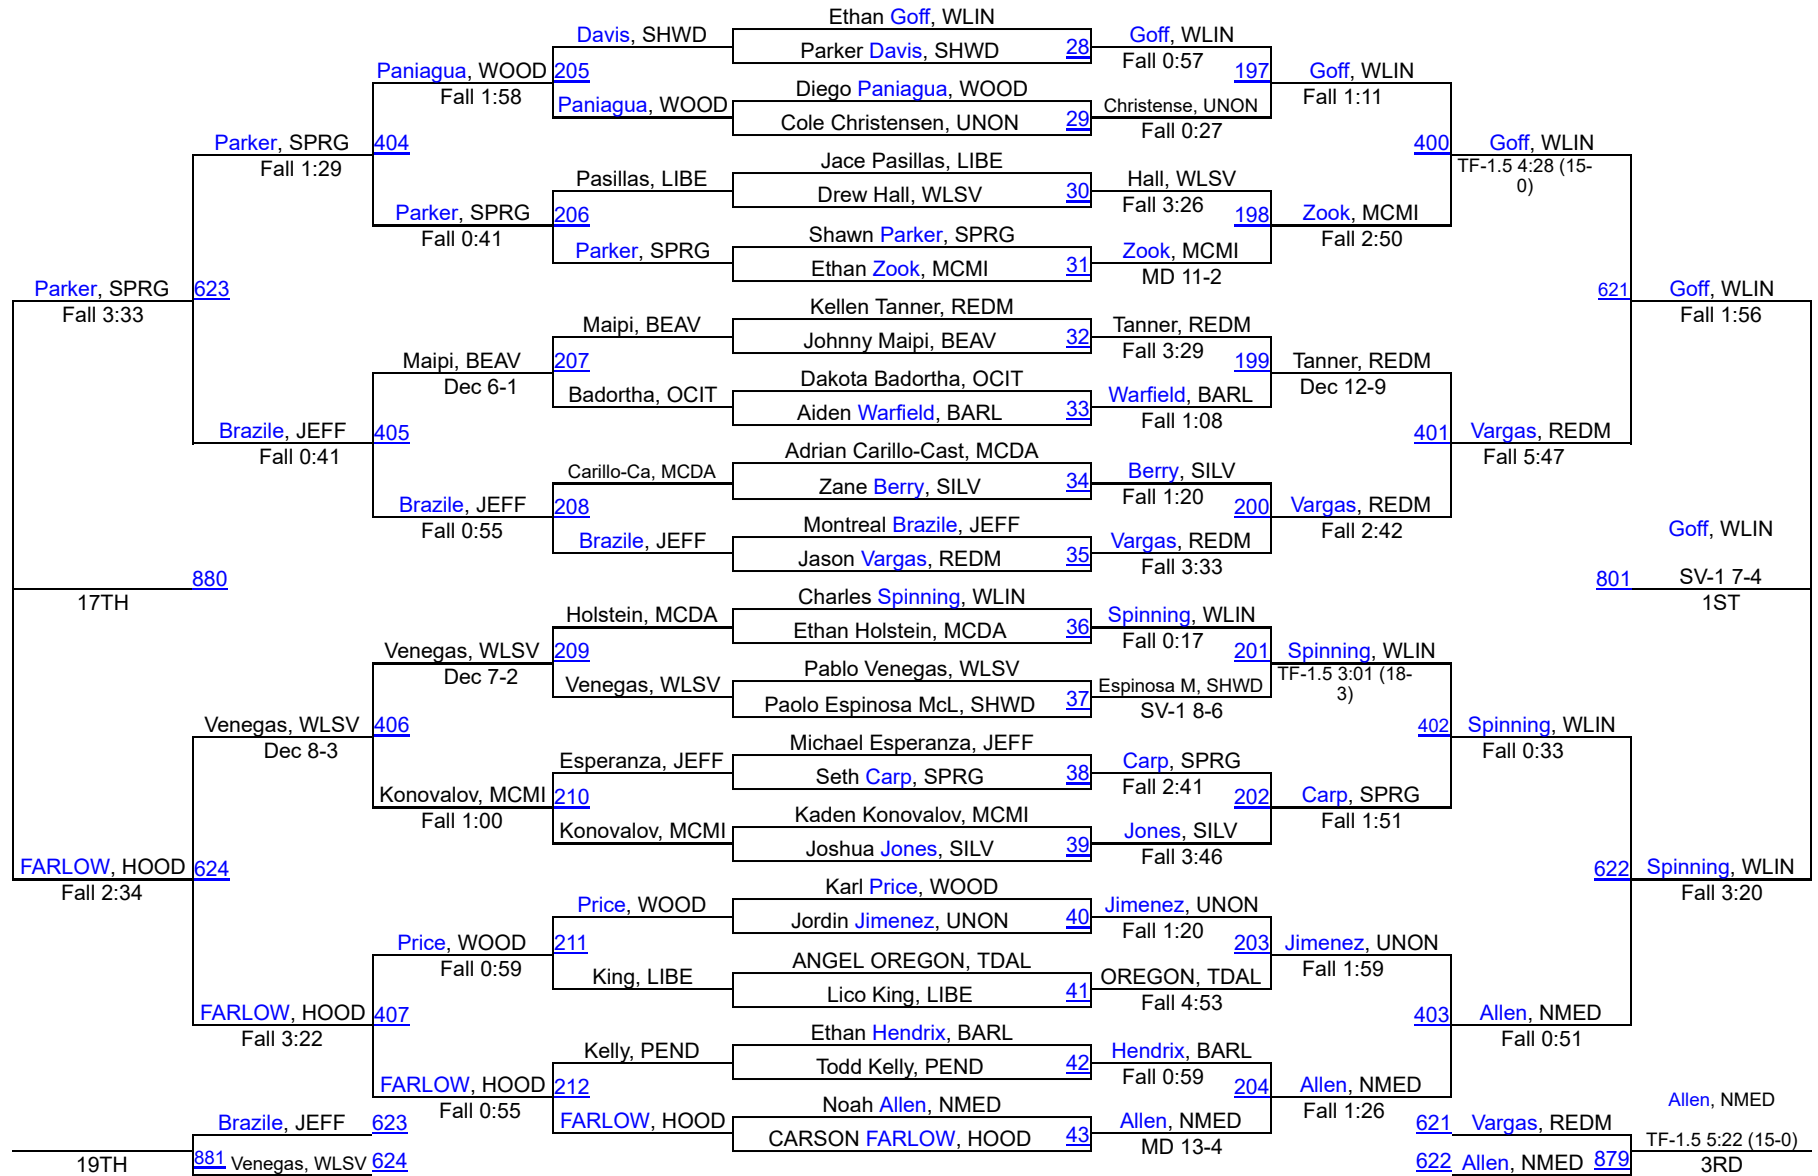 Ethan Goff, WLIN
Davis, SHWD
Goff, WLIN
Parker Davis, SHWD 28
Fall 0:57
Paniagua, WOOD 205
197 Goff, WLIN
Fall 1:58
Diego Paniagua, WOOD
Fall 1:11
Paniagua, WOOD
Christense, UNON
Cole Christensen, UNON 29
Fall 0:27
Parker, SPRG 404
400 Goff, WLIN
Fall 1:29
Jace Pasillas, LIBE
TF-1.5 4:28 (15-
0)
Pasillas, LIBE
Hall, WLSV
Drew Hall, WLSV 30
Fall 3:26
Parker, SPRG 206
198 Zook, MCMI
Fall 0:41
Shawn Parker, SPRG
Fall 2:50
Parker, SPRG
Zook, MCMI
Ethan Zook, MCMI 31
MD 11-2
Parker, SPRG 623
621 Goff, WLIN
Fall 3:33
Kellen Tanner, REDM
Fall 1:56
Maipi, BEAV
Tanner, REDM
Johnny Maipi, BEAV 32
Fall 3:29
Maipi, BEAV 207
199 Tanner, REDM
Dec 6-1
Dakota Badortha, OCIT
Dec 12-9
Badortha, OCIT
Warfield, BARL
Aiden Warfield, BARL 33
Fall 1:08
Brazile, JEFF 405
401 Vargas, REDM
Fall 0:41
Adrian Carillo-Cast, MCDA
Fall 5:47
Carillo-Ca, MCDA
Berry, SILV
Zane Berry, SILV 34
Fall 1:20
Brazile, JEFF 208
200 Vargas, REDM
Fall 0:55
Montreal Brazile, JEFF
Fall 2:42
Goff, WLIN
Brazile, JEFF
Vargas, REDM
Jason Vargas, REDM 35
Fall 3:33
880
801 SV-1 7-4
17TH
Charles Spinning, WLIN
1ST
Holstein, MCDA
Spinning, WLIN
Ethan Holstein, MCDA 36
Fall 0:17
Venegas, WLSV 209
201 Spinning, WLIN
Dec 7-2
Pablo Venegas, WLSV
TF-1.5 3:01 (18-
3)
Venegas, WLSV
Espinosa M, SHWD
Paolo Espinosa McL, SHWD 37
SV-1 8-6
Venegas, WLSV 406
402 Spinning, WLIN
Dec 8-3
Michael Esperanza, JEFF
Fall 0:33
Esperanza, JEFF
Carp, SPRG
Seth Carp, SPRG 38
Fall 2:41
Konovalov, MCMI 210
202 Carp, SPRG
Fall 1:00
Kaden Konovalov, MCMI
Fall 1:51
Konovalov, MCMI
Jones, SILV
Joshua Jones, SILV 39
Fall 3:46
FARLOW, HOOD 624
622 Spinning, WLIN
Fall 2:34
Karl Price, WOOD
Fall 3:20
Price, WOOD
Jimenez, UNON
Jordin Jimenez, UNON 40
Fall 1:20
Price, WOOD 211
203 Jimenez, UNON
Fall 0:59
ANGEL OREGON, TDAL
Fall 1:59
King, LIBE
OREGON, TDAL
Lico King, LIBE 41
Fall 4:53
FARLOW, HOOD 407
403 Allen, NMED
Fall 3:22
Ethan Hendrix, BARL
Fall 0:51
Kelly, PEND
Hendrix, BARL
Todd Kelly, PEND 42
Fall 0:59
FARLOW, HOOD 212
204 Allen, NMED
Fall 0:55
Noah Allen, NMED
Fall 1:26
Allen, NMED
FARLOW, HOOD
Allen, NMED
CARSON FARLOW, HOOD 43
MD 13-4
Brazile, JEFF 623
621 Vargas, REDM
TF-1.5 5:22 (15-0)
19TH
881 Venegas, WLSV 624
622 Allen, NMED 879
3RD